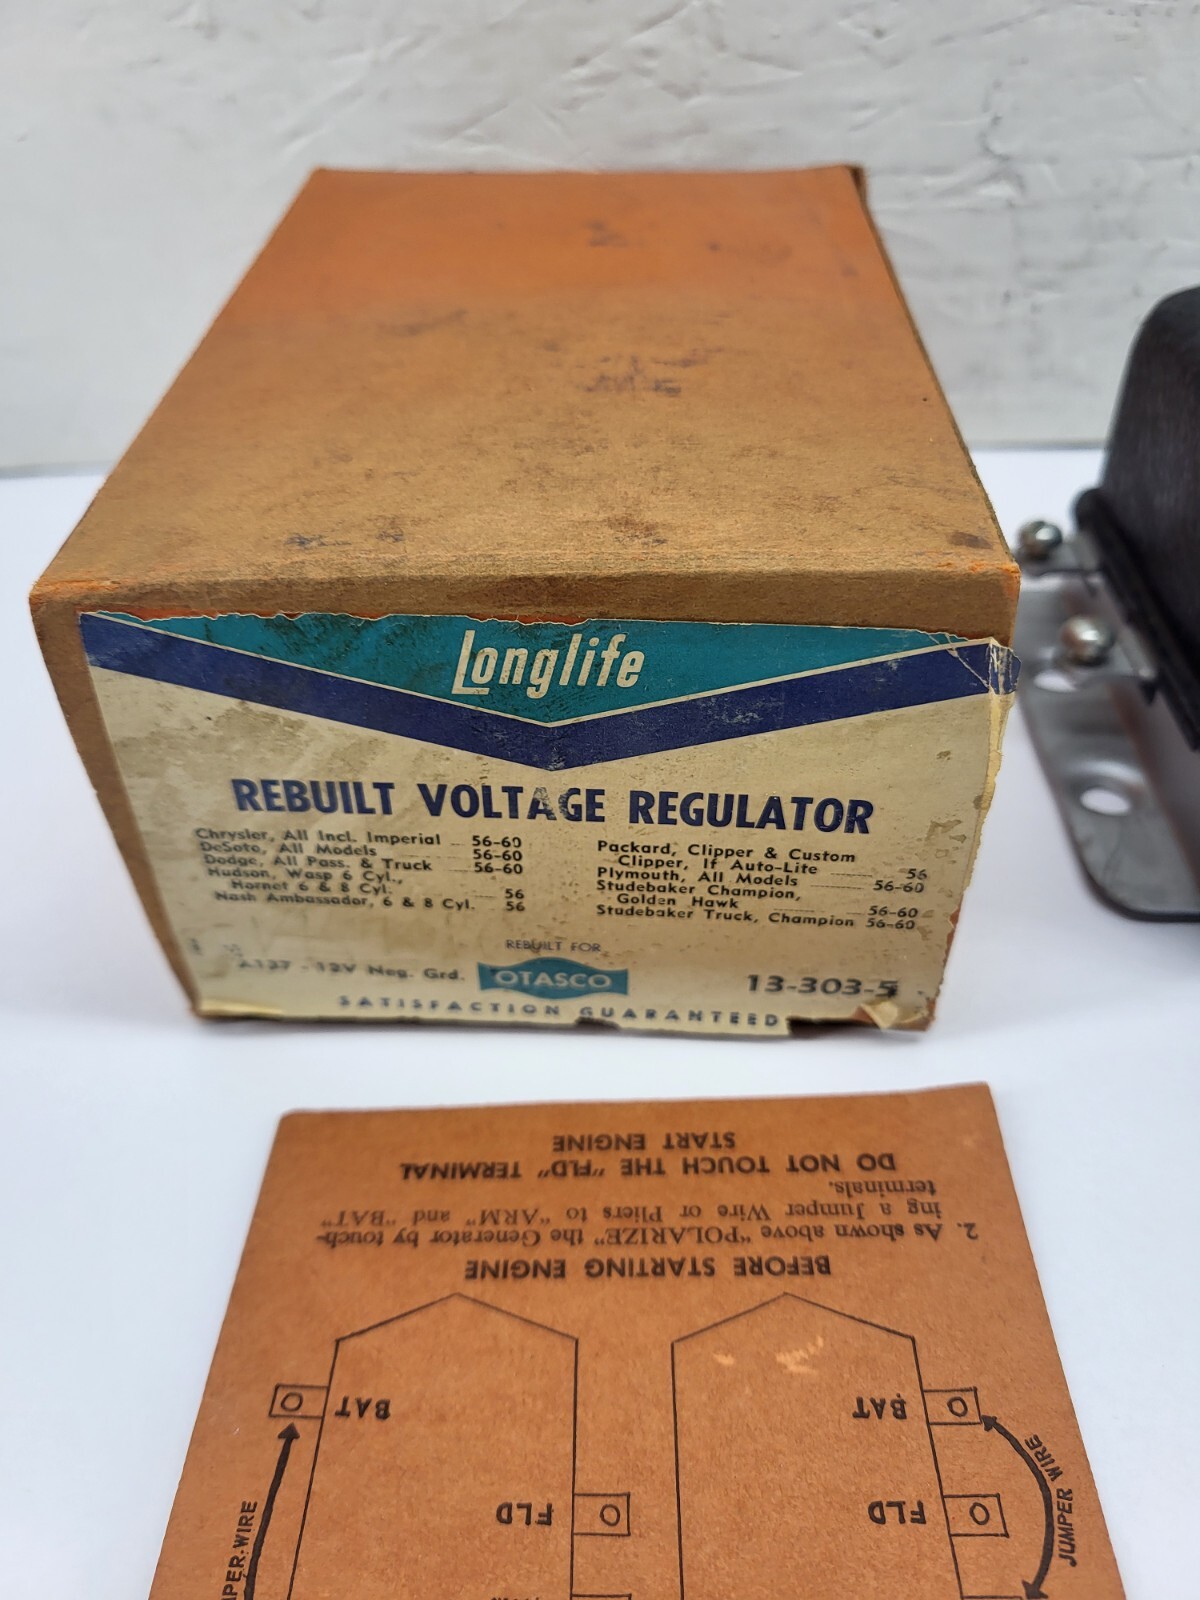 Longlife
REBUILT VOLTAGE REGULATOR
Chrysler, All Incl. Imperial 56-60
DeSoto, All Models 56-60
Dodge, All Pass. & Truck 56-60
Hudson, Wasp 6 Cyl.,
Hornet 6 & 8 Cyl. 56
Nash Ambassador, 6 & 8 Cyl. 56
Packard, Clipper & Custom
Clipper, If Auto-Lite 56
Plymouth, All Models 56-60
Studebaker Champion,
Golden Hawk 56-60
Studebaker Truck, Champion 56-60
REBUILT FOR
12V Neg. Grd.
OTASCO
13-303-5
SATISFACTION GUARANTEED
JUMPER WIRE
PER-WIRE
FLD
FLD
BAT
BAT
BEFORE STARTING ENGINE
2. As shown above "POLARIZE" the Generator by touch-
ing a Jumper Wire or Pliers to "ARM" and "BAT"
terminals.
DO NOT TOUCH THE "FLD" TERMINAL
START ENGINE